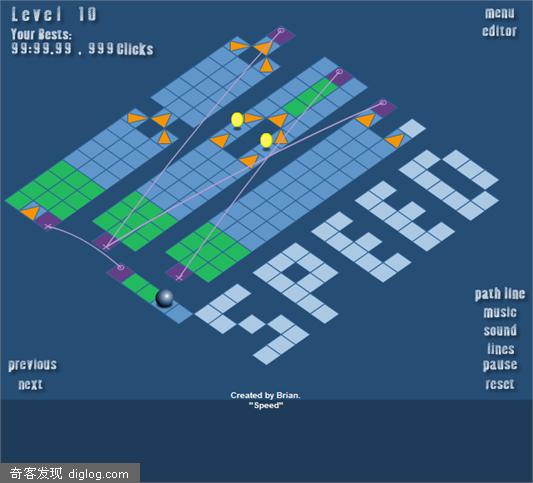 Level 10
menu
Your Bests:
editor
99:99.99 , 999 Clicks
SPEED
path line
music
sound
lines
previous
pause
next
reset
Created by Brian.
"Speed"
奇客发现 diglog.com